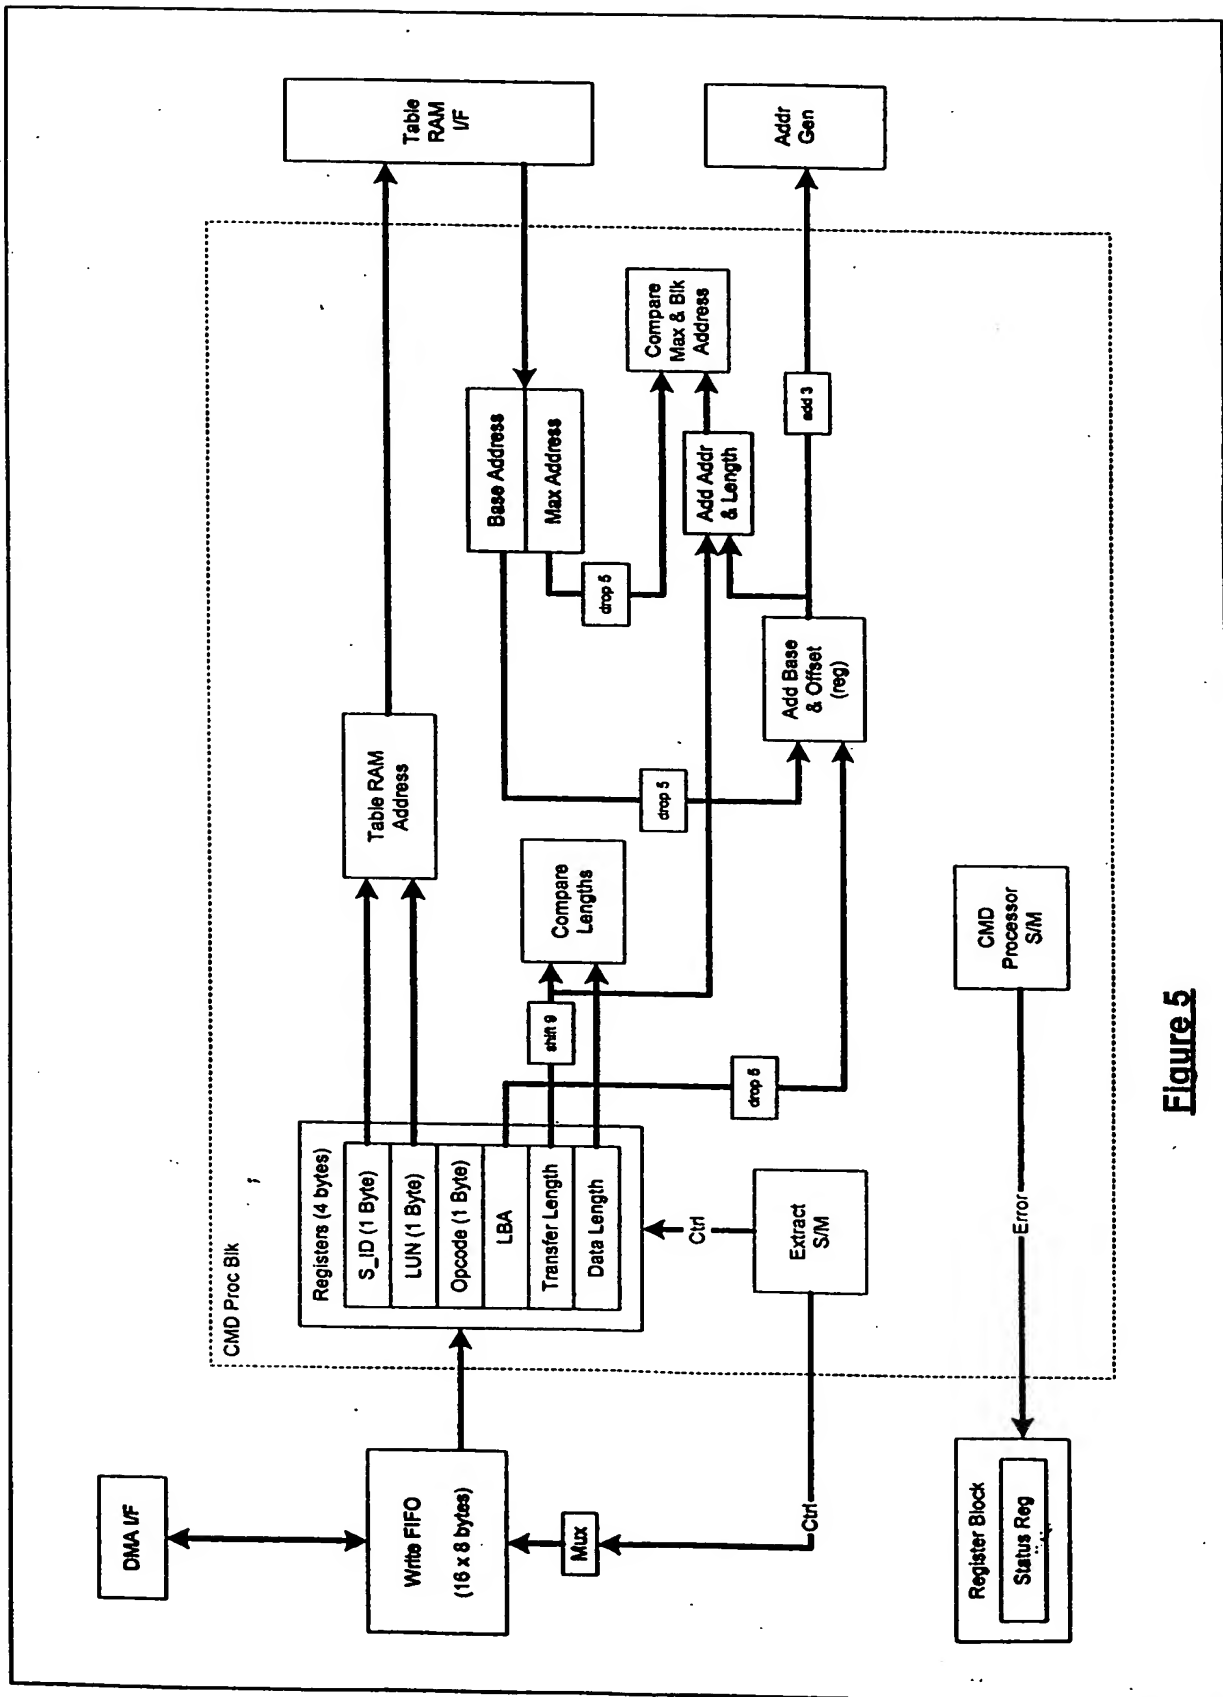 DMA I/F
Write FIFO
(16 x 8 bytes)
Mux
Ctrl
CMD Proc Blk
Registers (4 bytes)
S_ID (1 Byte)
LUN (1 Byte)
Opcode (1 Byte)
LBA
Transfer Length
Data Length
Ctrl
Extract
S/M
Table RAM
Address
Table
RAM
I/F
shift 9
Compare
Lengths
drop 5
drop 5
Base Address
Max Address
drop 5
Compare
Max & Blk
Address
Add Addr
& Length
Add Base
& Offset
(reg)
add 3
Addr
Gen
Register Block
Status Reg
Error
CMD
Processor
S/M
Figure 5